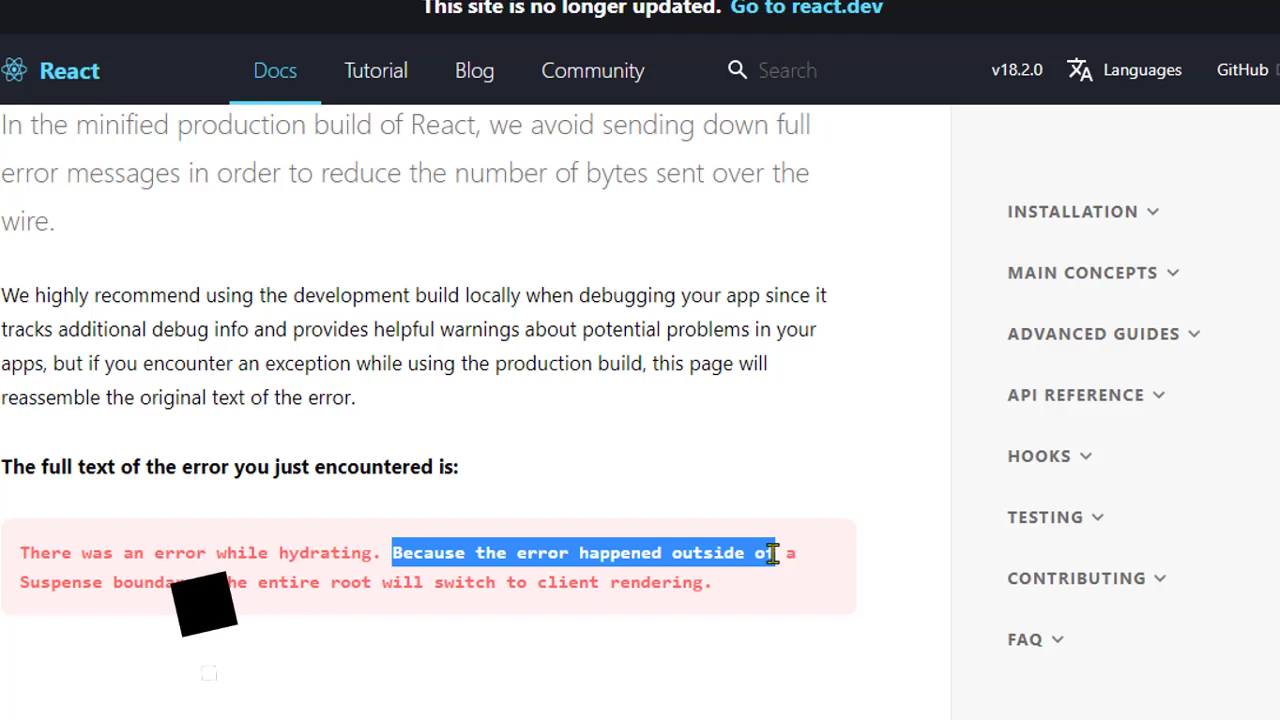 This site is no longer updated. Go to react.dev
React Docs Tutorial Blog Community Search v18.2.0 Languages GitHub
In the minified production build of React, we avoid sending down full
error messages in order to reduce the number of bytes sent over the
wire.
We highly recommend using the development build locally when debugging your app since it
tracks additional debug info and provides helpful warnings about potential problems in your
apps, but if you encounter an exception while using the production build, this page will
reassemble the original text of the error.
The full text of the error you just encountered is:
There was an error while hydrating. Because the error happened outside of a
Suspense entire root will switch to client rendering.
INSTALLATION
MAIN CONCEPTS
ADVANCED GUIDES
API REFERENCE
HOOKS
TESTING
CONTRIBUTING
FAQ